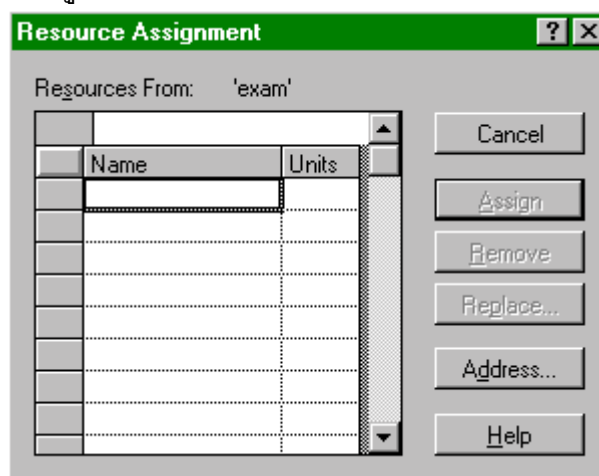 Resource Assignment
Resources From: 'exam'
Name Units
Cancel
Assign
Remove
Replace...
Address...
Help